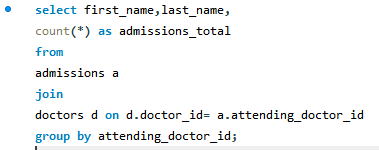 select first_name,last_name,
count(*) as admissions_total
from
admissions a
join
doctors d on d.doctor_id= a.attending_doctor_id
group by attending_doctor_id;